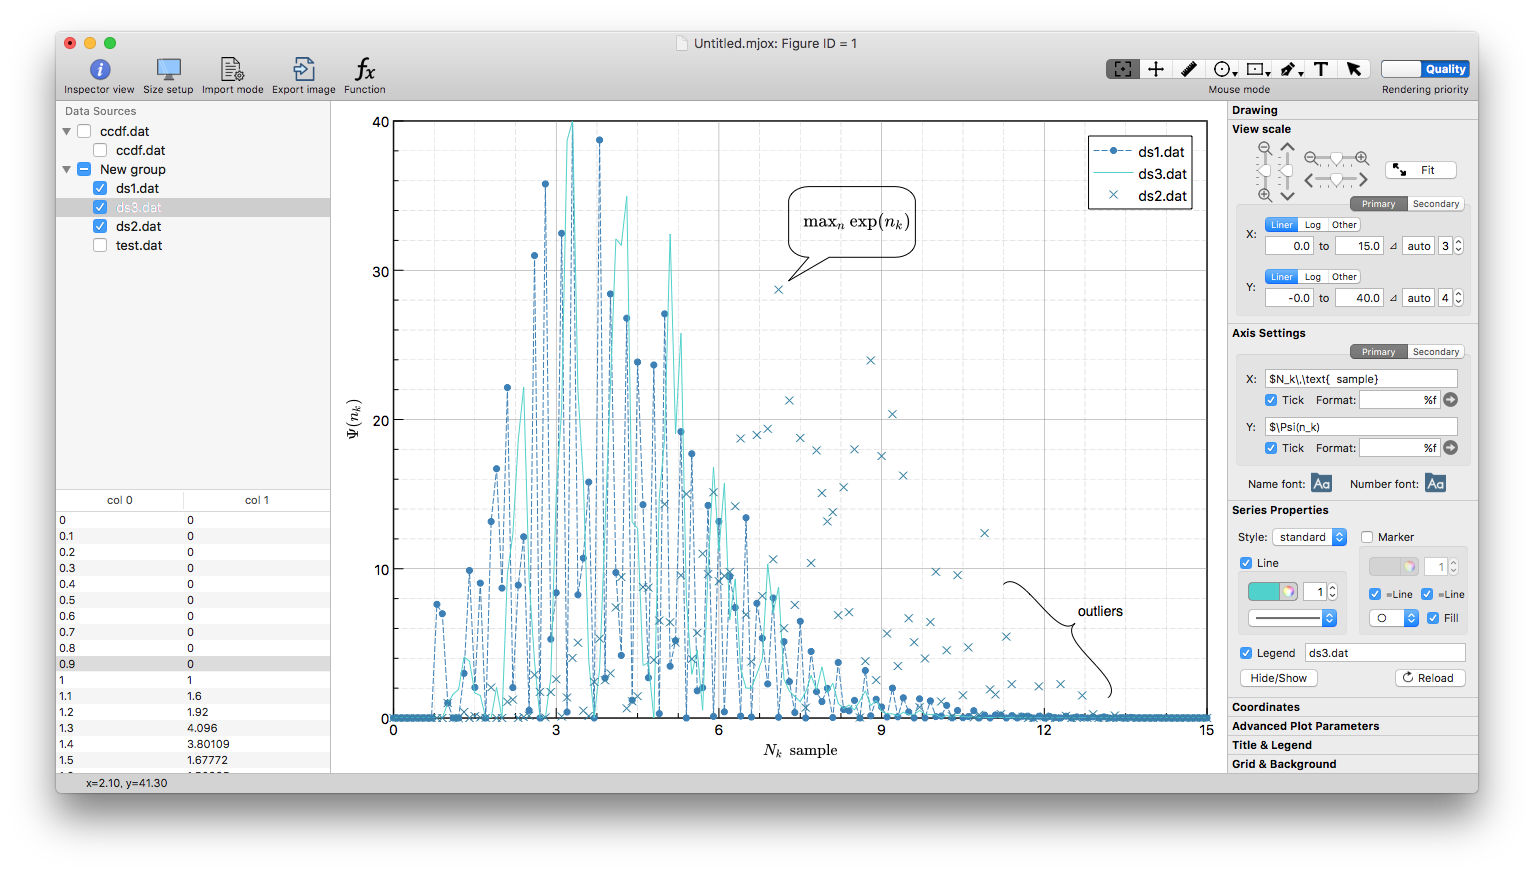 Untitled.mjox: Figure ID = 1
Inspector view Size setup Import mode Export image Function Mouse mode Quality Rendering priority
Data Sources
ccdf.dat
ccdf.dat
New group
ds1.dat
ds3.dat
ds2.dat
test.dat
col 0 col 1
0 0
0.1 0
0.2 0
0.3 0
0.4 0
0.5 0
0.6 0
0.7 0
0.8 0
0.9 0
1 1
1.1 1.6
1.2 1.92
1.3 4.096
1.4 3.80109
1.5 1.67772
x=2.10, y=41.30
40
30
20
10
0
Ψ(n_k)
0 3 6 9 12 15
N_k sample
ds1.dat
ds3.dat
ds2.dat
max_n exp(n_k)
outliers
Drawing
View scale
Fit
Primary Secondary
Liner Log Other
X: 0.0 to 15.0 ⊿ auto 3
Liner Log Other
Y: -0.0 to 40.0 ⊿ auto 4
Axis Settings
Primary Secondary
X: $N_k\,\text{ sample}
Tick Format: %f
Y: $\Psi(n_k)
Tick Format: %f
Name font: Aa Number font: Aa
Series Properties
Style: standard Marker
Line 1
1 =Line =Line
Fill
Legend ds3.dat
Hide/Show Reload
Coordinates
Advanced Plot Parameters
Title & Legend
Grid & Background